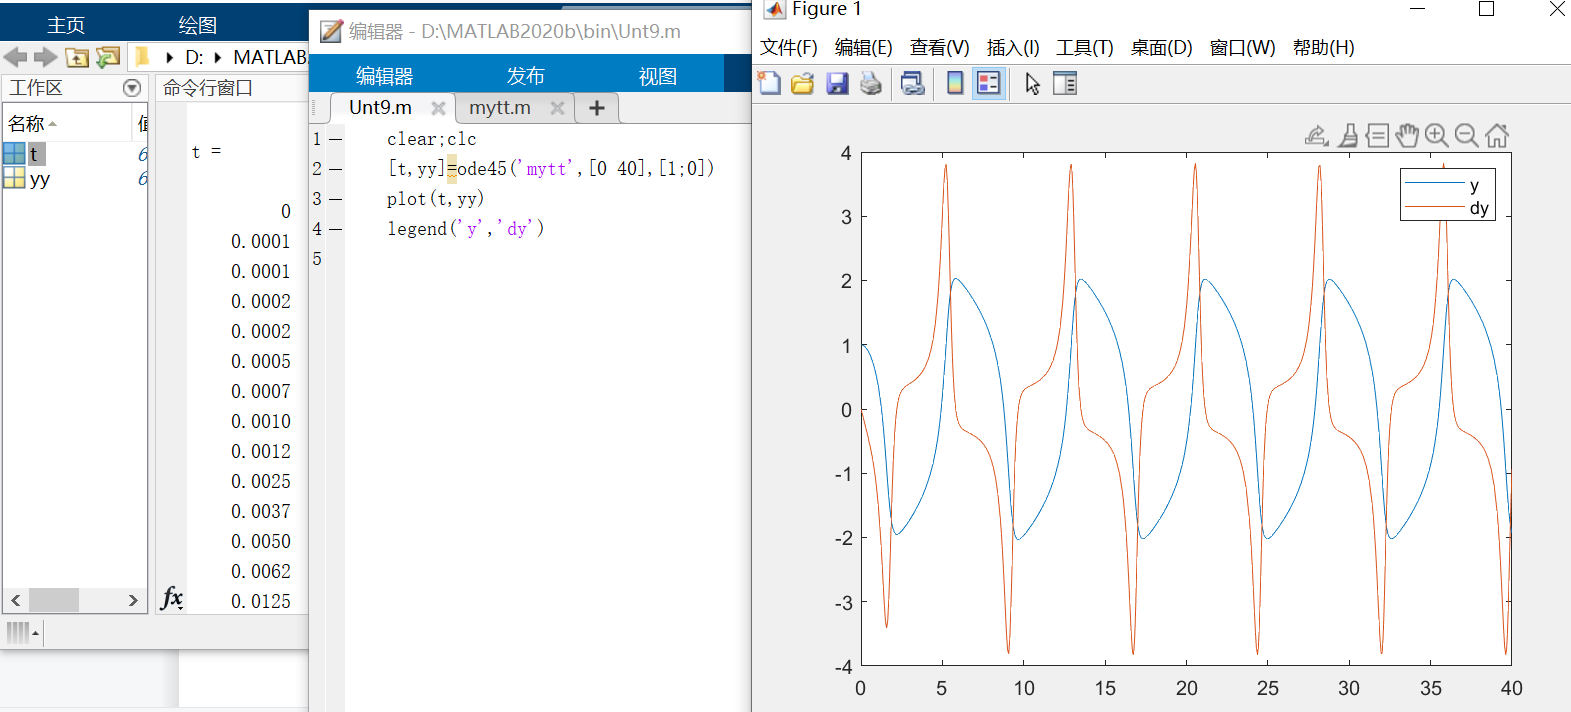 主页
绘图
D:
MATLAB
工作区
命令行窗口
名称
t
6
yy
6
t =
0
0.0001
0.0001
0.0002
0.0002
0.0005
0.0007
0.0010
0.0012
0.0025
0.0037
0.0050
0.0062
0.0125
fx
编辑器 - D:\MATLAB2020b\bin\Unt9.m
编辑器
发布
视图
Unt9.m
mytt.m
1
clear;clc
2
[t,yy]=ode45('mytt',[0 40],[1;0])
3
plot(t,yy)
4
legend('y','dy')
5
Figure 1
文件(F)
编辑(E)
查看(V)
插入(I)
工具(T)
桌面(D)
窗口(W)
帮助(H)
y
dy
4
3
2
1
0
-1
-2
-3
-4
0
5
10
15
20
25
30
35
40